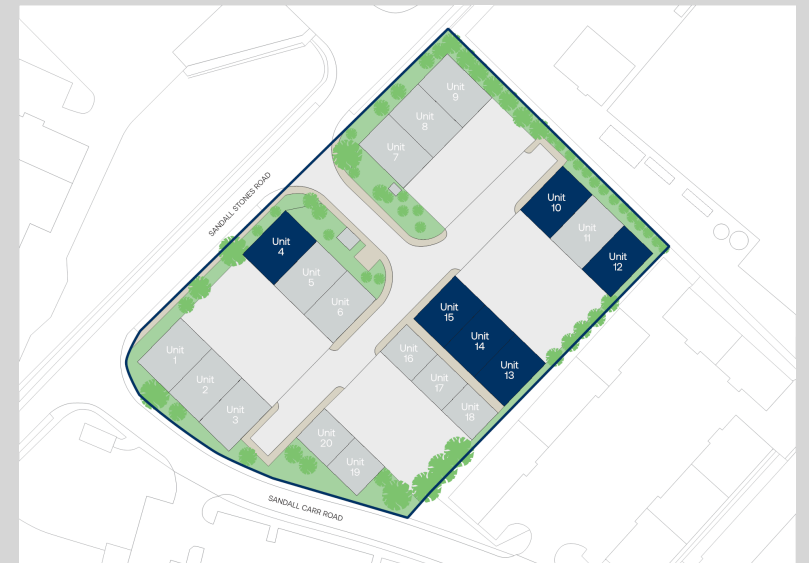 Unit
9
Unit
8
Unit
7
SANDALL STONES ROAD
Unit
10
Unit
11
Unit
12
Unit
4
Unit
5
Unit
6
Unit
15
Unit
14
Unit
13
Unit
16
Unit
17
Unit
18
Unit
1
Unit
2
Unit
3
Unit
20
Unit
19
SANDALL CARR ROAD